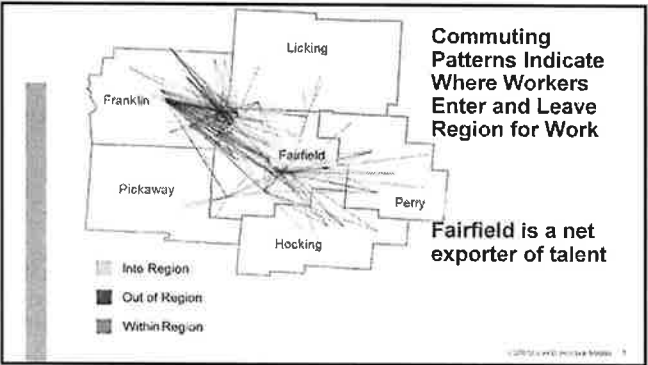 Commuting
Patterns Indicate
Where Workers
Enter and Leave
Region for Work
Licking
Franklin
Fairfield
Pickaway
Perry
Hocking
Fairfield is a net
exporter of talent
Into Region
Out of Region
Within Region